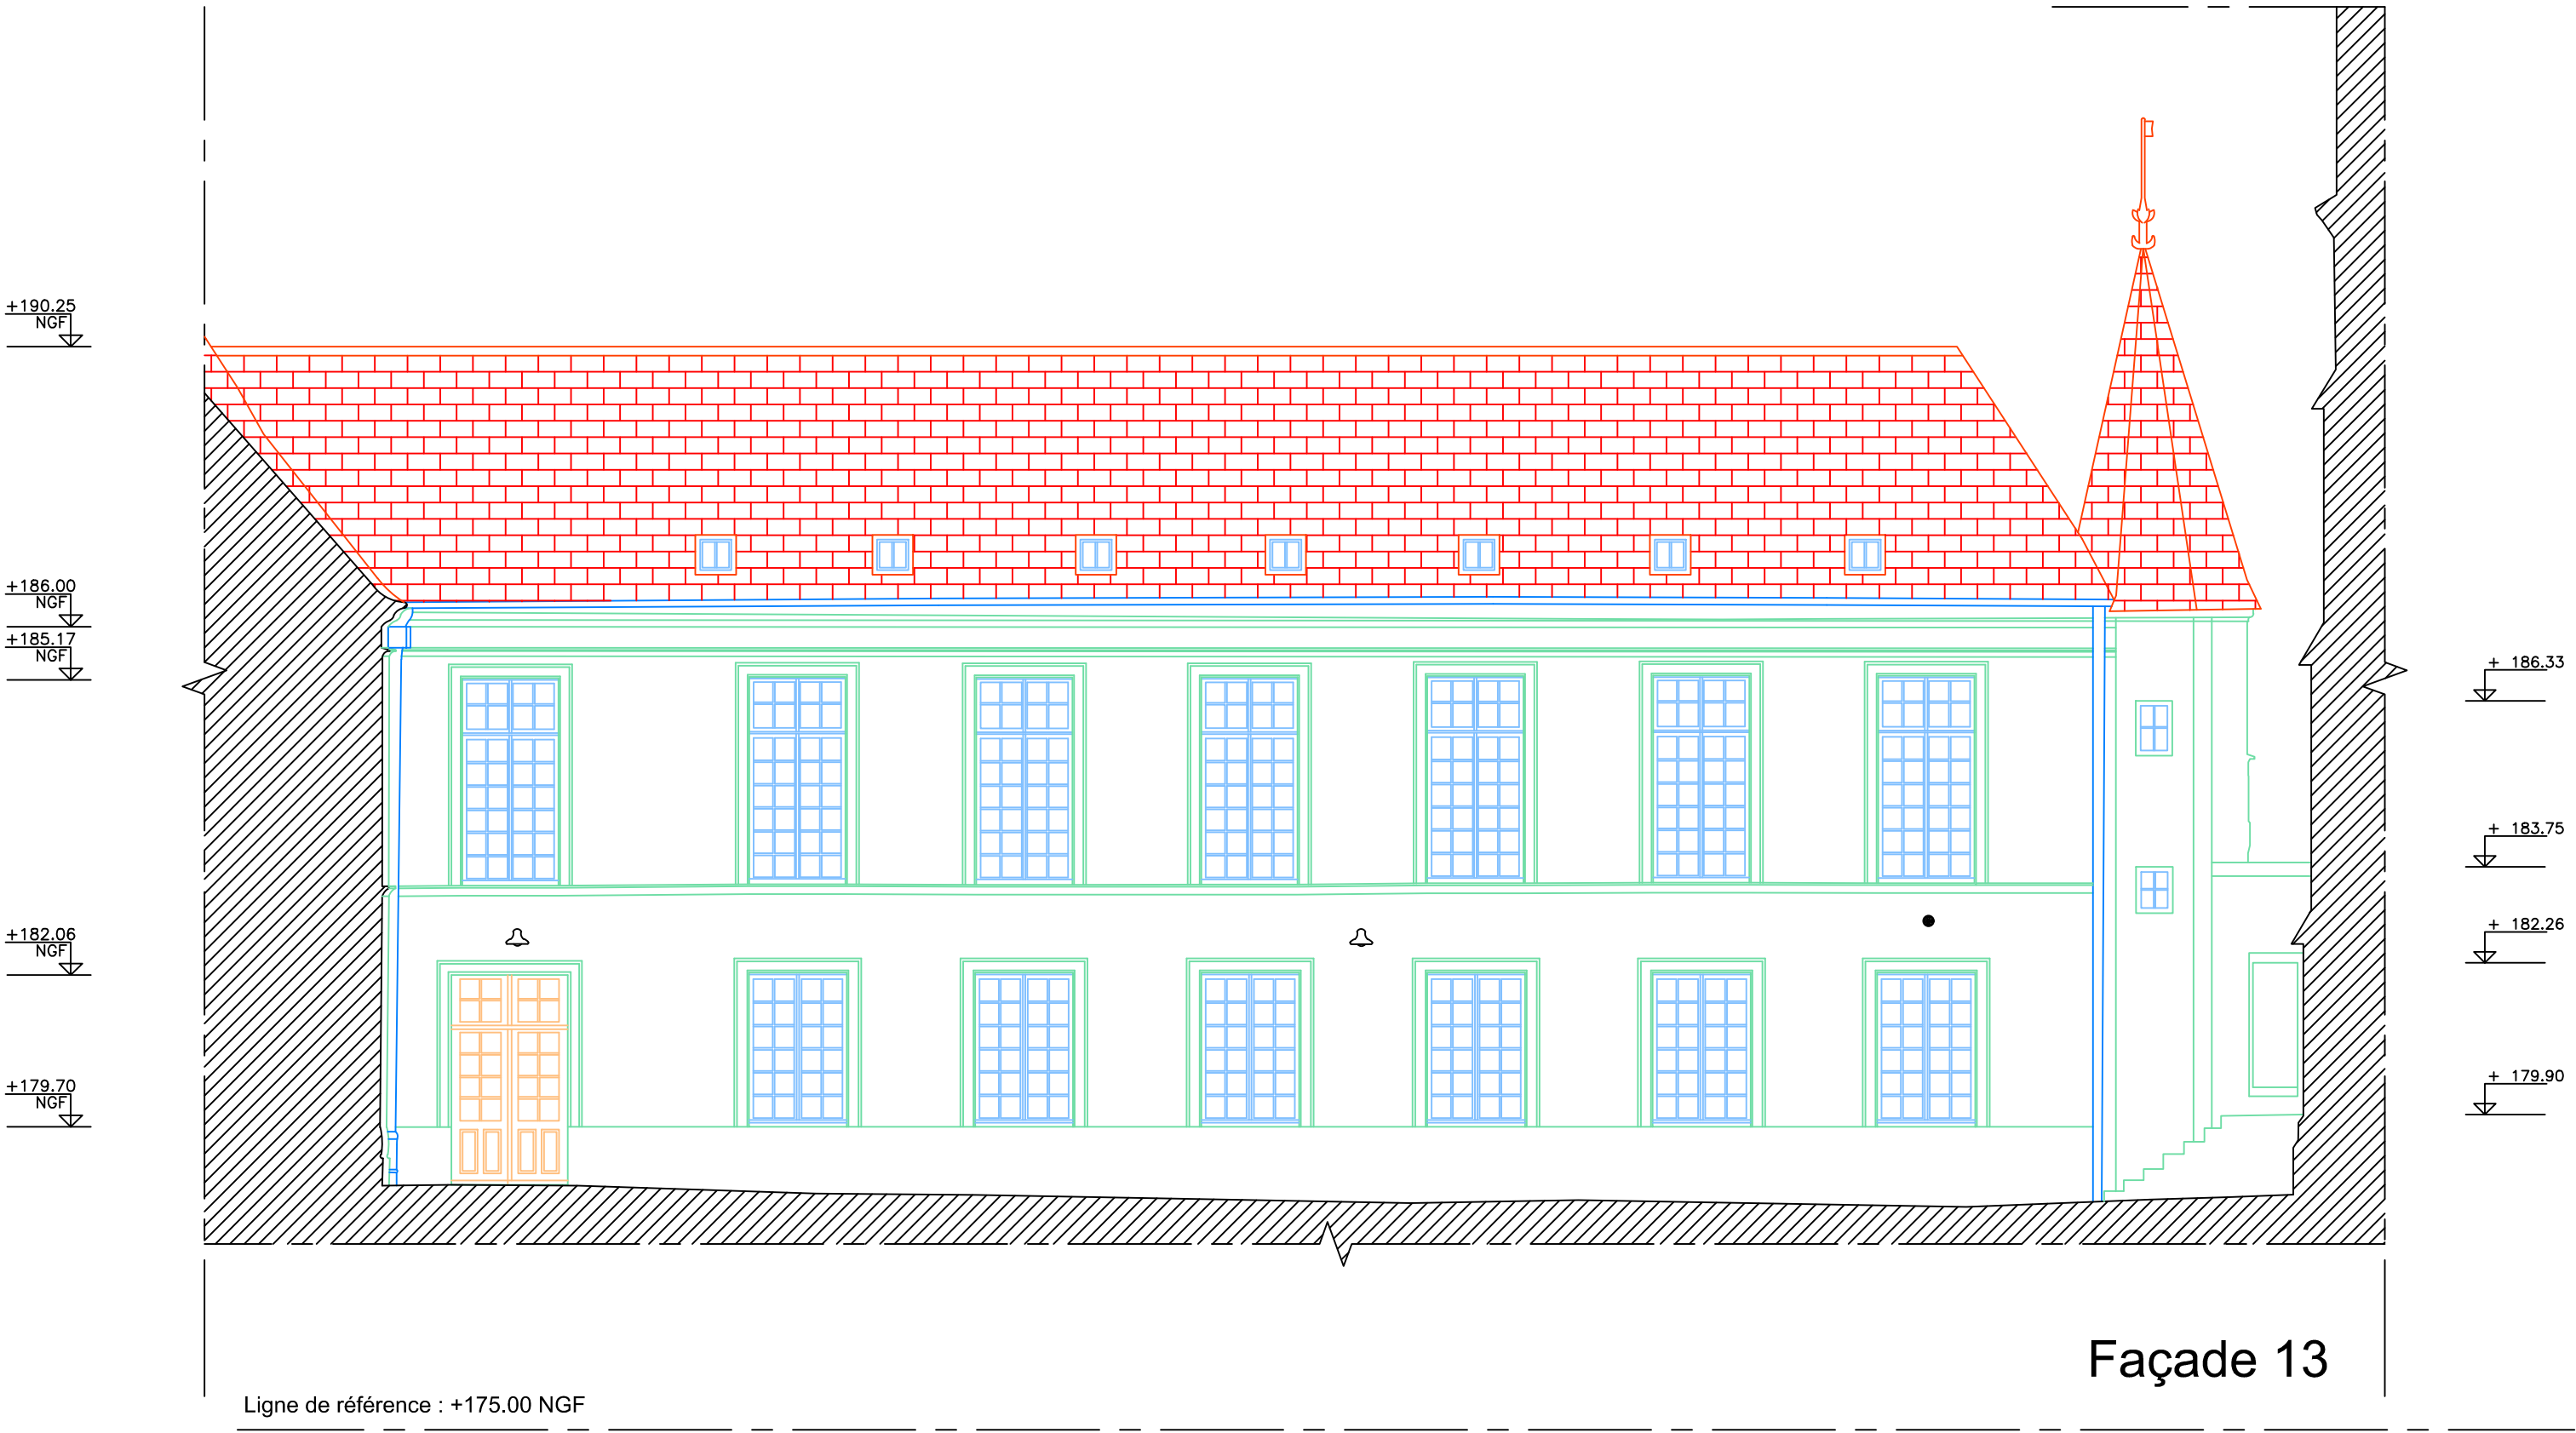 +190.25
NGF
+186.00
NGF
+185.17
NGF
+ 186.33
+ 183.75
+182.06
NGF
+ 182.26
+179.70
NGF
+ 179.90
Façade 13
Ligne de référence : +175.00 NGF